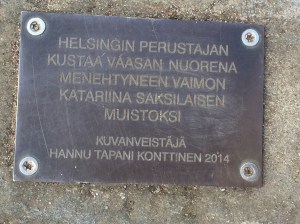 HELSINGIN PERUSTAJAN
KUSTAA VAASAN NUORENA
MENEHTYNEEN VAIMON
KATARIINA SAKSILAISEN
MUISTOKSI
KUVANVEISTÄJÄ
HANNU TAPANI KONTTINEN 2014